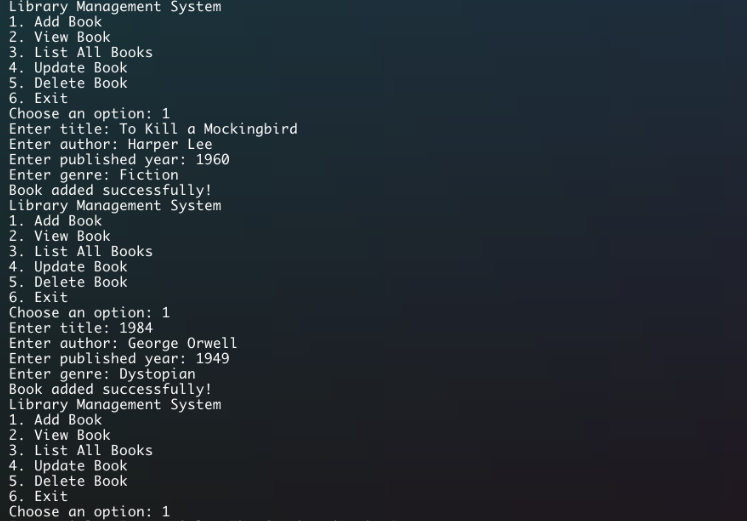 Library Management System
1. Add Book
2. View Book
3. List All Books
4. Update Book
5. Delete Book
6. Exit
Choose an option: 1
Enter title: To Kill a Mockingbird
Enter author: Harper Lee
Enter published year: 1960
Enter genre: Fiction
Book added successfully!
Library Management System
1. Add Book
2. View Book
3. List All Books
4. Update Book
5. Delete Book
6. Exit
Choose an option: 1
Enter title: 1984
Enter author: George Orwell
Enter published year: 1949
Enter genre: Dystopian
Book added successfully!
Library Management System
1. Add Book
2. View Book
3. List All Books
4. Update Book
5. Delete Book
6. Exit
Choose an option: 1